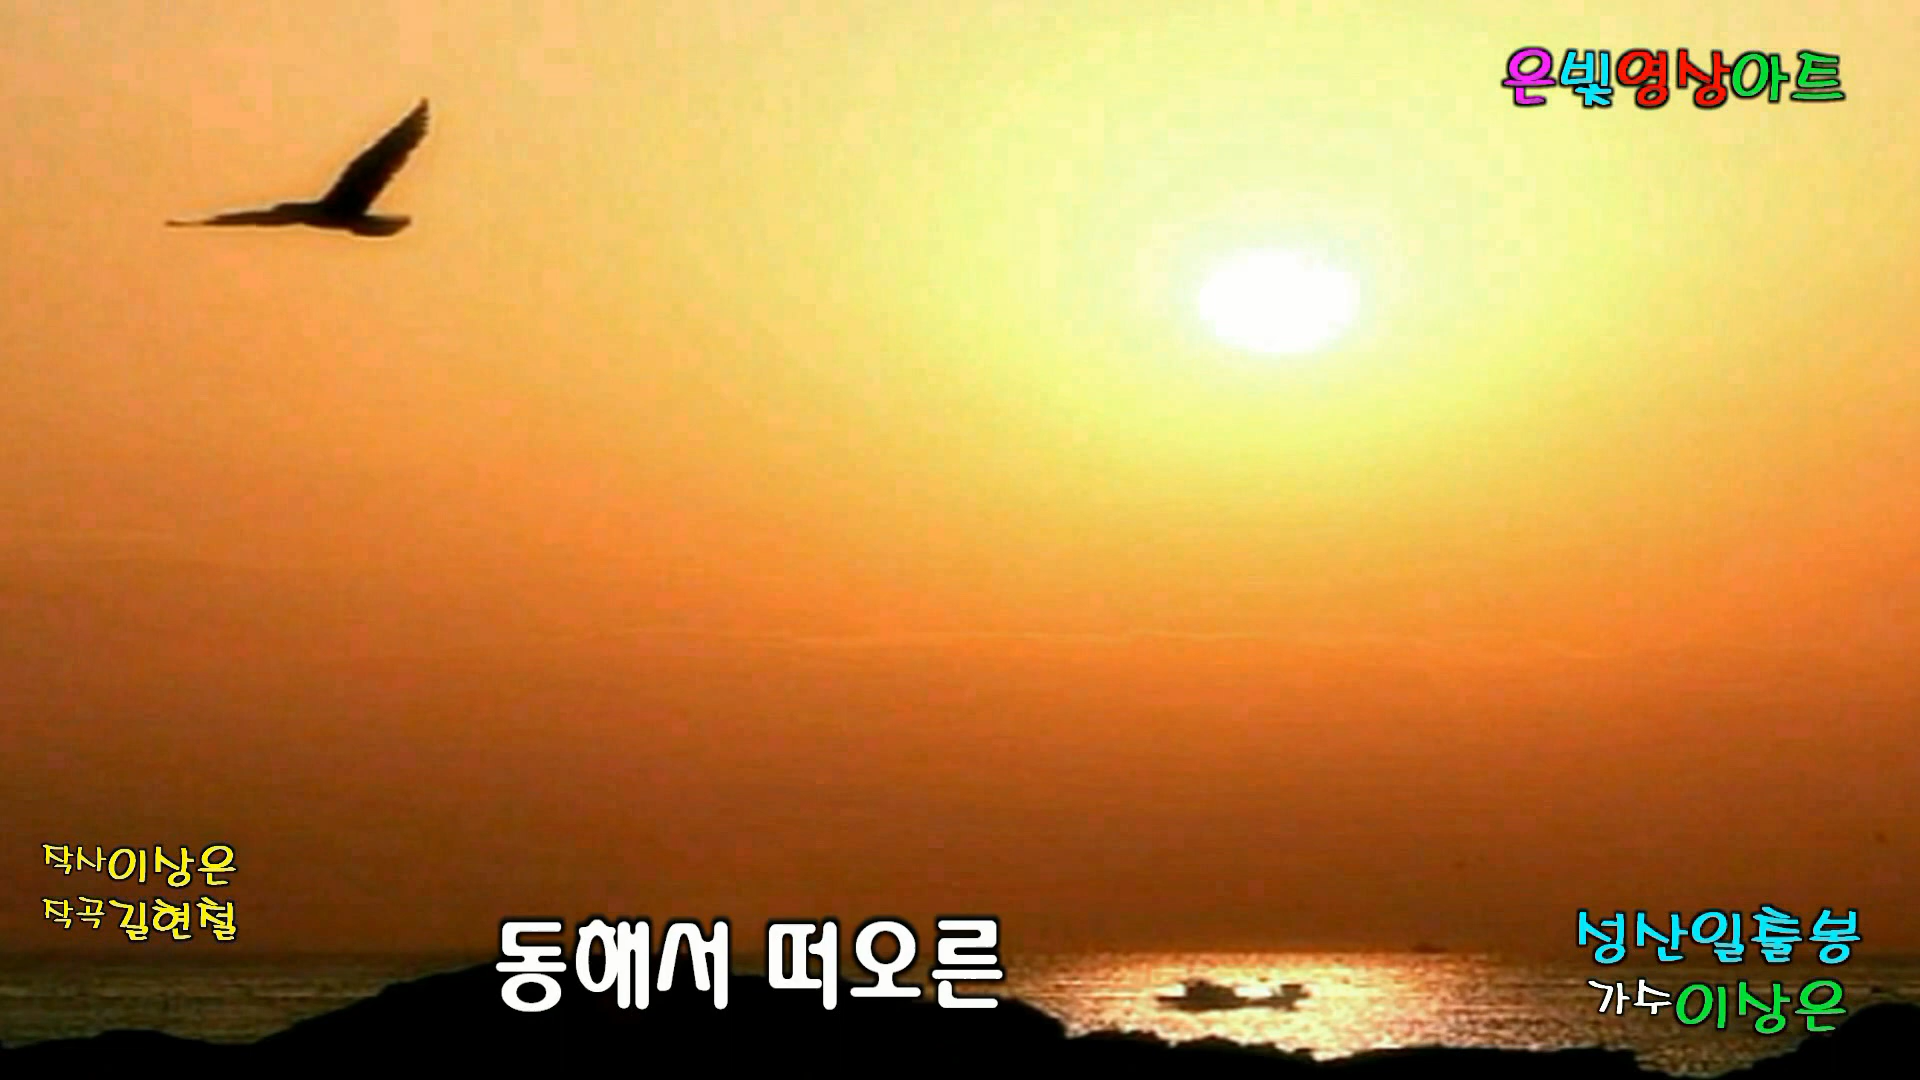 은빛영상아트
작사이상은
작곡길현철
동해서 떠오른
성산일출봉
가수이상은